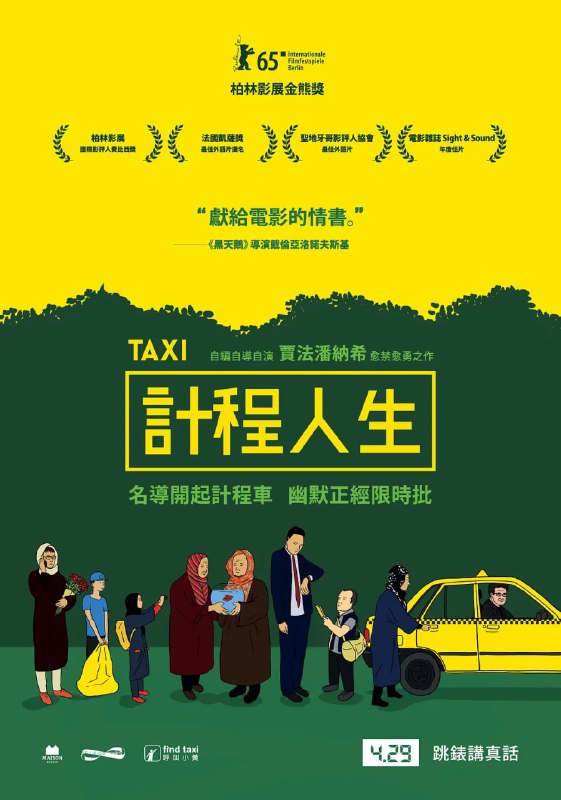 65 Internationale
Filmfestspiele
Berlin
柏林影展金熊獎
柏林影展
國際影評人費比西獎
法國凱薩獎
最佳外語片提名
聖地牙哥影評人協會
最佳外語片
電影雜誌 Sight & Sound
年度佳片
“獻給電影的情書。”
《黑天鵝》導演戴倫亞洛諾夫斯基
TAXI 自編自導自演 賈法潘納希 愈禁愈勇之作
計程人生
名導開起計程車 幽默正經限時批
MAISON
find taxi
呼叫小黃
4.29 跳錶講真話